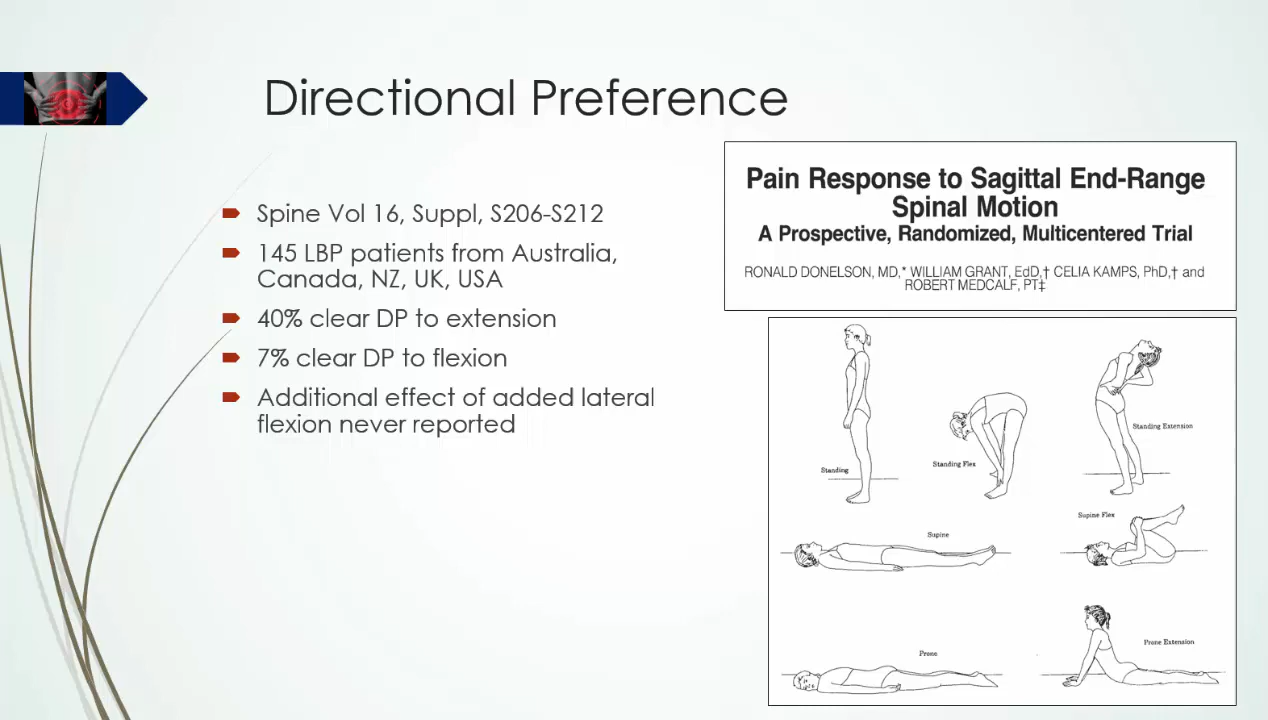 Directional Preference
Spine Vol 16, Suppl, S206-S212
145 LBP patients from Australia,
Canada, NZ, UK, USA
40% clear DP to extension
7% clear DP to flexion
Additional effect of added lateral
flexion never reported
Pain Response to Sagittal End-Range
Spinal Motion
A Prospective, Randomized, Multicentered Trial
RONALD DONELSON, MD,* WILLIAM GRANT, EdD,† CELIA KAMPS, PhD,† and
ROBERT MEDCALF, PT‡
Standing
Standing Flex
Standing Extension
Supine
Supine Flex
Prone
Prone Extension